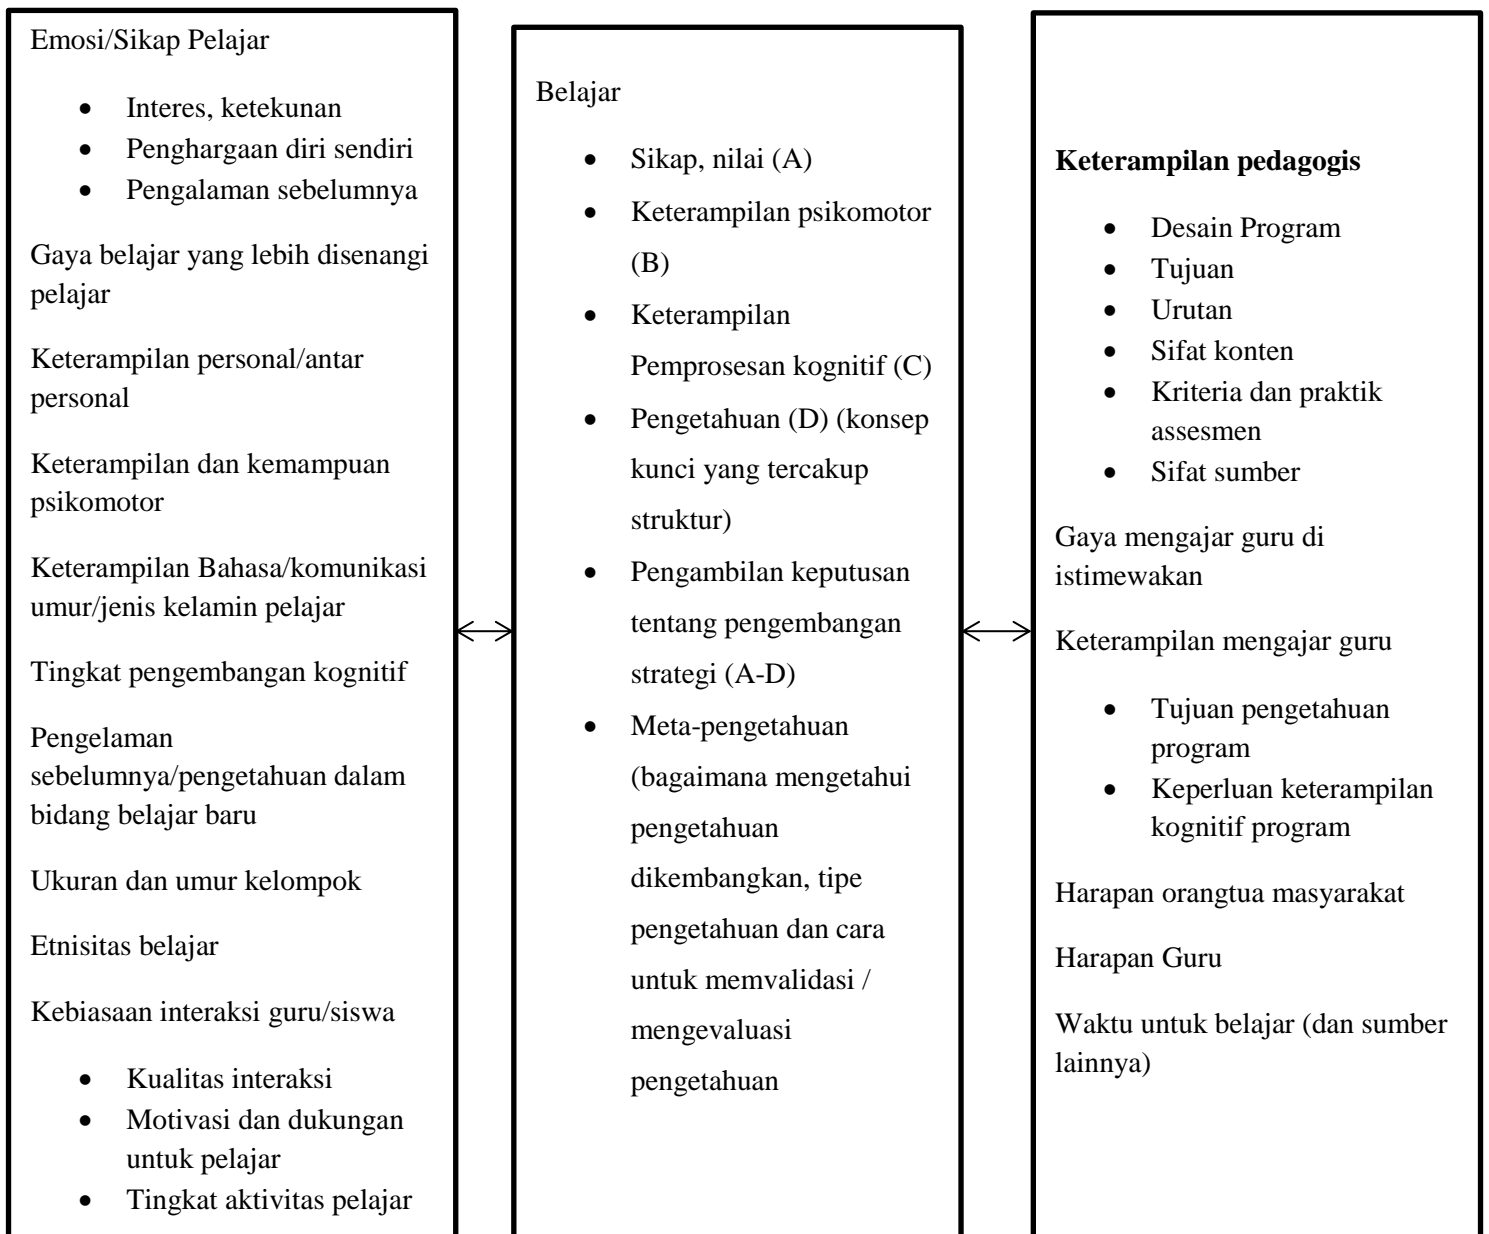 Emosi/Sikap Pelajar
• Interes, ketekunan
• Penghargaan diri sendiri
• Pengalaman sebelumnya
Gaya belajar yang lebih disenangi
pelajar
Keterampilan personal/antar
personal
Keterampilan dan kemampuan
psikomotor
Keterampilan Bahasa/komunikasi
umur/jenis kelamin pelajar
Tingkat pengembangan kognitif
Pengelaman
sebelumnya/pengetahuan dalam
bidang belajar baru
Ukuran dan umur kelompok
Etnisitas belajar
Kebiasaan interaksi guru/siswa
• Kualitas interaksi
• Motivasi dan dukungan
untuk pelajar
• Tingkat aktivitas pelajar
Belajar
• Sikap, nilai (A)
• Keterampilan psikomotor
(B)
• Keterampilan
Pemprosesan kognitif (C)
• Pengetahuan (D) (konsep
kunci yang tercakup
struktur)
• Pengambilan keputusan
tentang pengembangan
strategi (A-D)
• Meta-pengetahuan
(bagaimana mengetahui
pengetahuan
dikembangkan, tipe
pengetahuan dan cara
untuk memvalidasi /
mengevaluasi
pengetahuan
Keterampilan pedagogis
• Desain Program
• Tujuan
• Urutan
• Sifat konten
• Kriteria dan praktik
assesmen
• Sifat sumber
Gaya mengajar guru di
istimewakan
Keterampilan mengajar guru
• Tujuan pengetahuan
program
• Keperluan keterampilan
kognitif program
Harapan orangtua masyarakat
Harapan Guru
Waktu untuk belajar (dan sumber
lainnya)